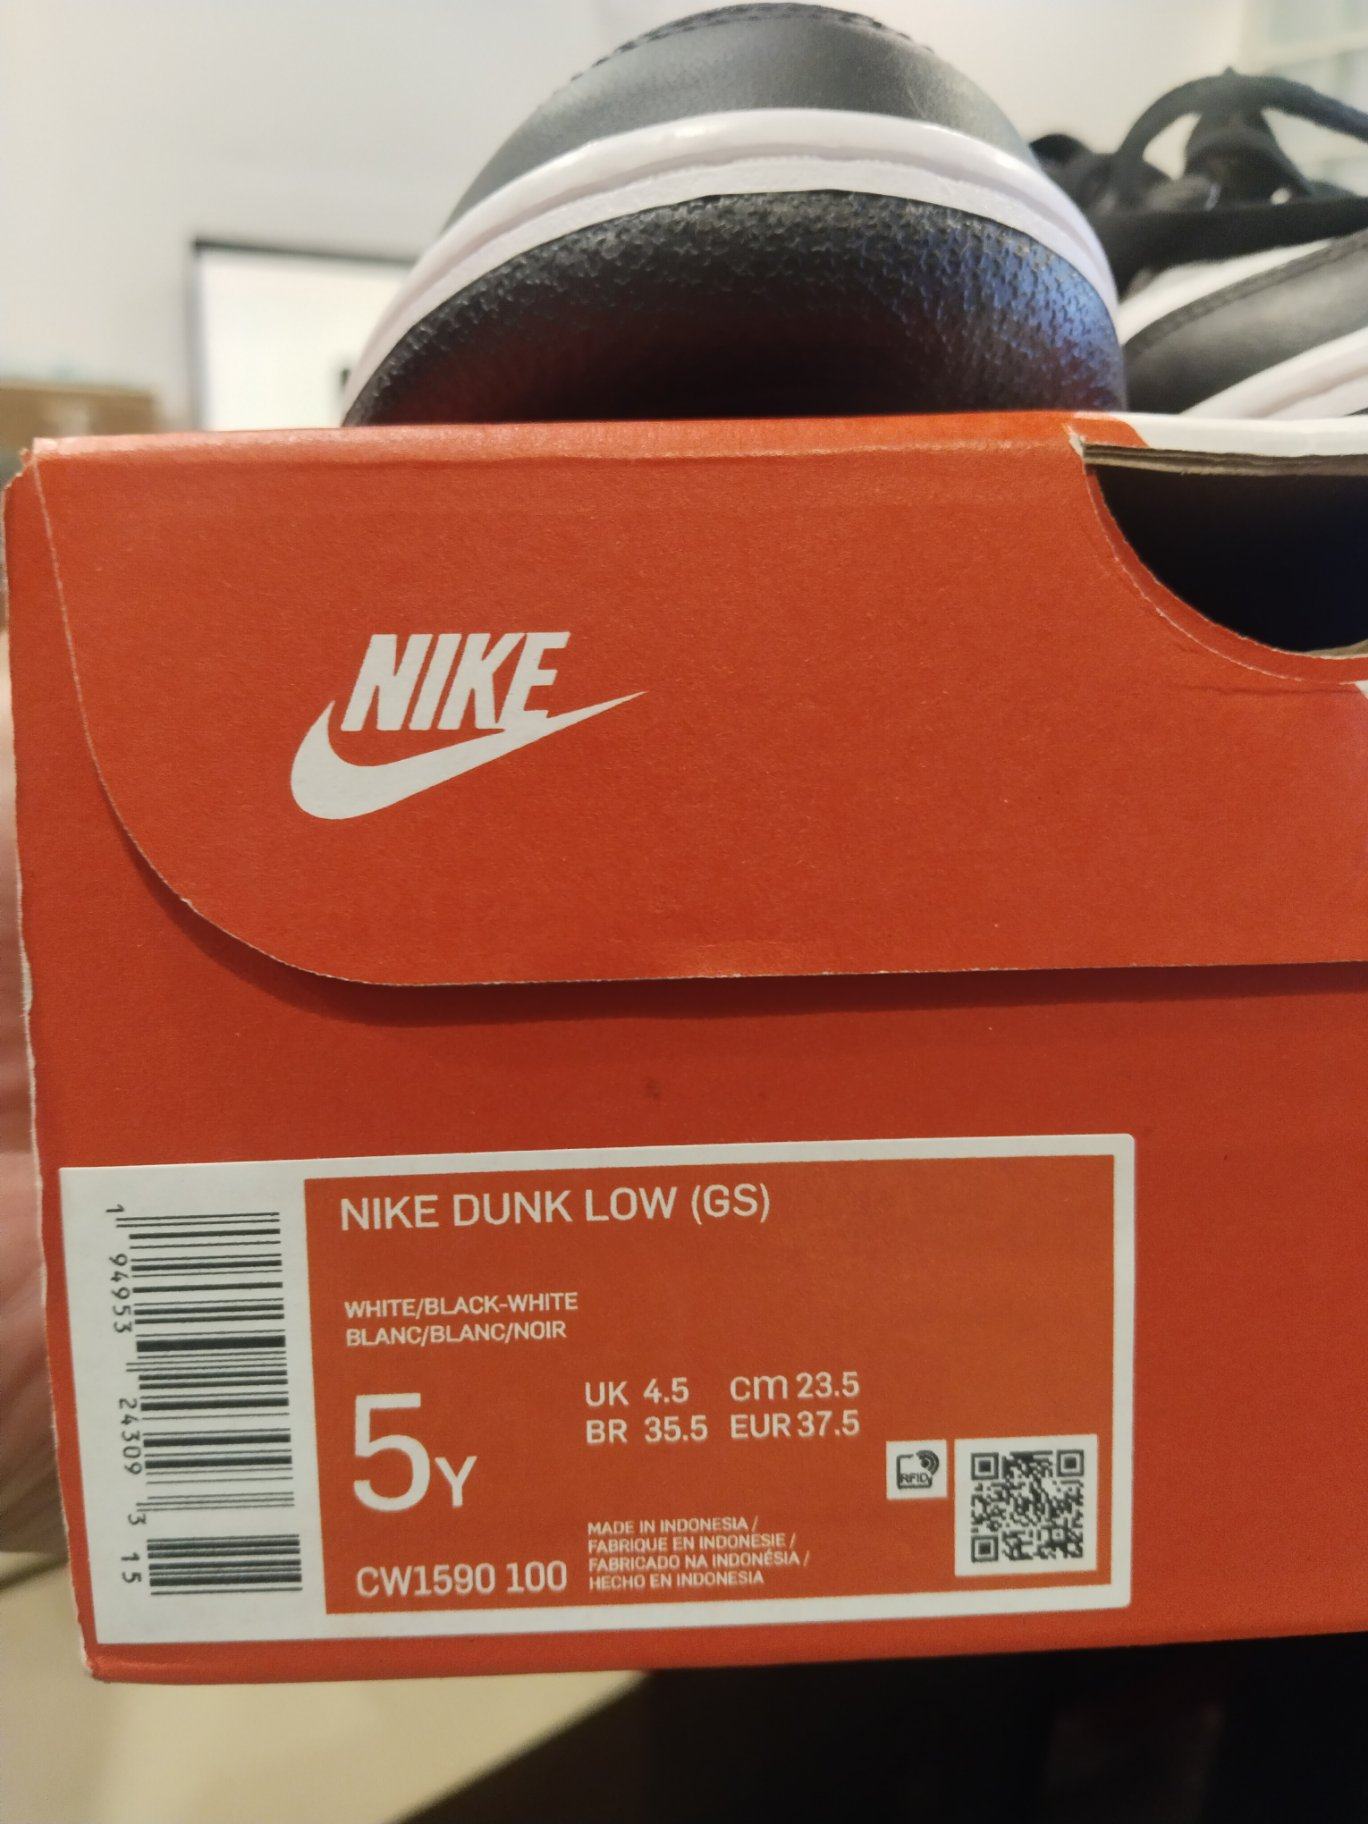 NIKE
NIKE DUNK LOW (GS)
WHITE/BLACK-WHITE
BLANC/BLANC/NOIR
5Y
UK 4.5 cm 23.5
BR 35.5 EUR 37.5
RFID
CW1590 100
MADE IN INDONESIA /
FABRIQUE EN INDONESIE /
FABRICADO NA INDONÉSIA /
HECHO EN INDONESIA
1 94953 24309 3 15